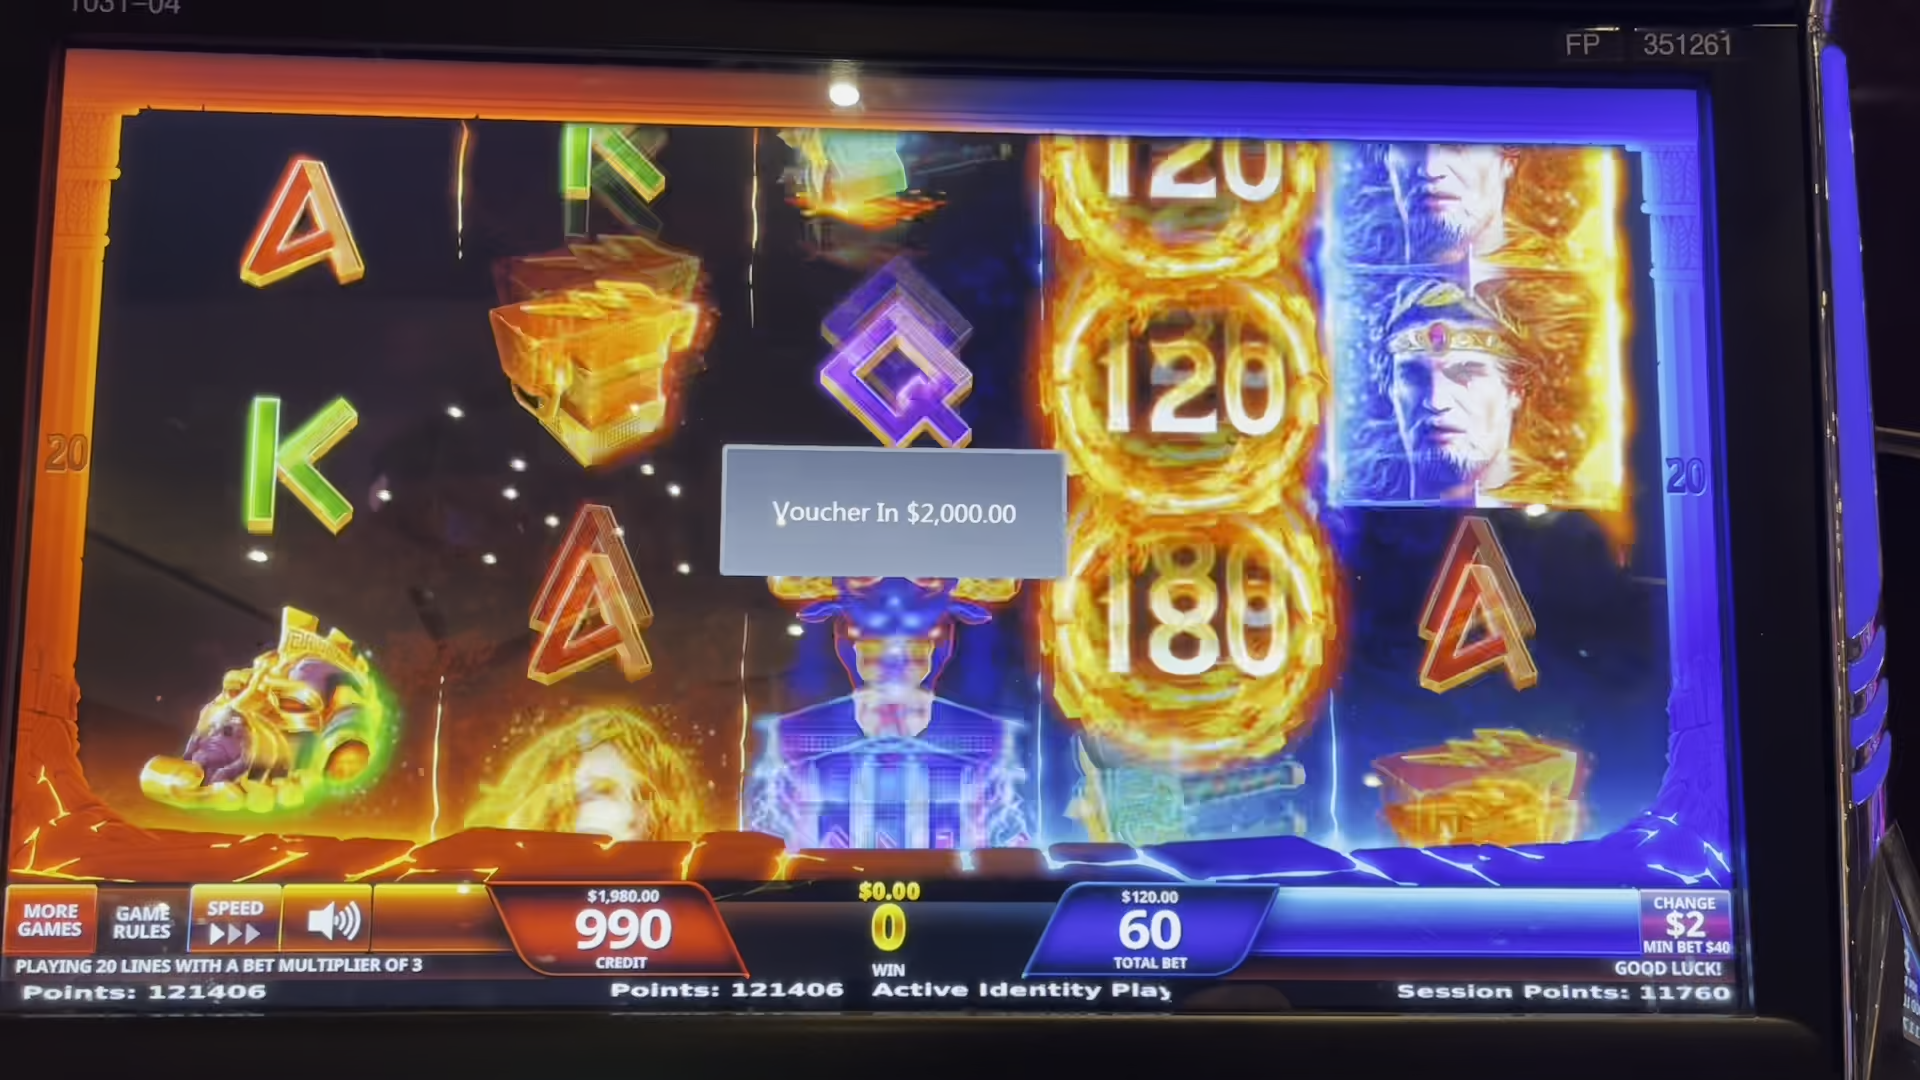 1031-04
FP 351261
A
K
120
120
Q
K
20
20
Voucher In $2,000.00
A
180
A
MORE GAMES
GAME RULES
SPEED
$1,980.00
990
CREDIT
$0.00
0
WIN
$120.00
60
TOTAL BET
CHANGE
$2
MIN BET $40
PLAYING 20 LINES WITH A BET MULTIPLIER OF 3
GOOD LUCK!
Points: 121406
Points: 121406
Active Identity Play
Session Points: 11760